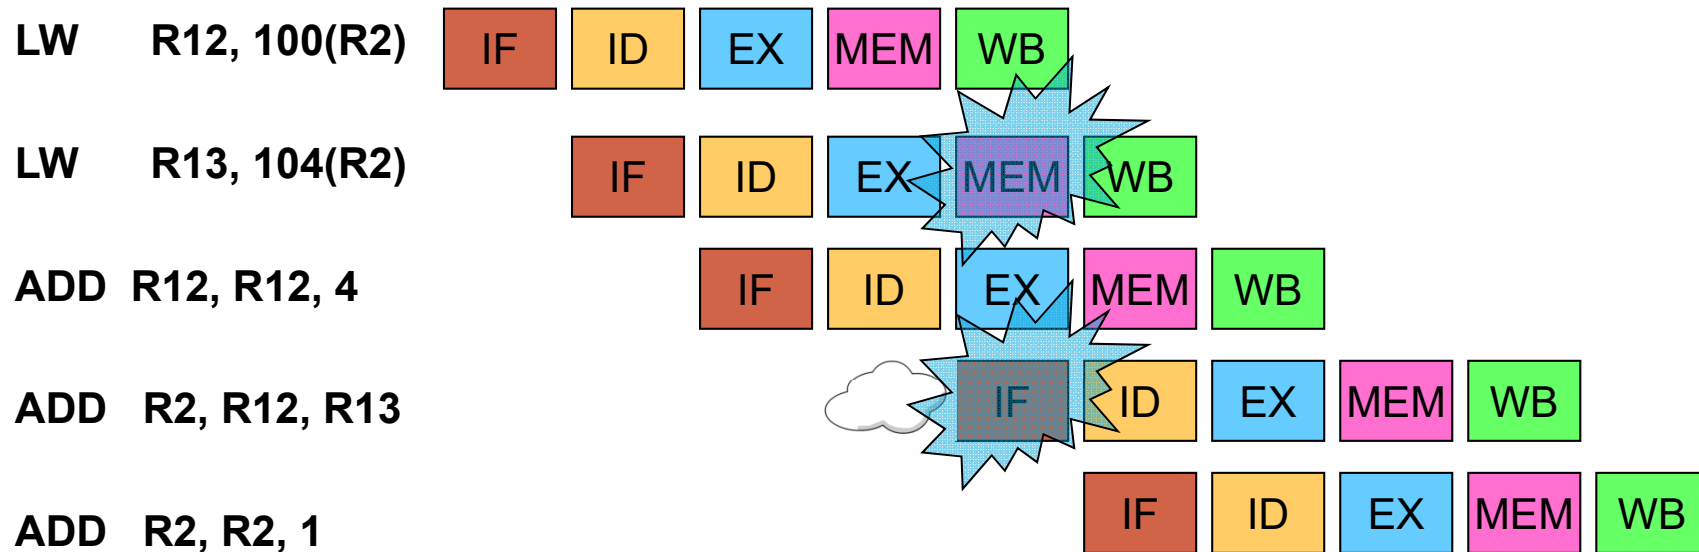 LW R12, 100(R2) IF ID EX MEM WB
LW R13, 104(R2) IF ID EX MEM WB
ADD R12, R12, 4 IF ID EX MEM WB
ADD R2, R12, R13 IF ID EX MEM WB
ADD R2, R2, 1 IF ID EX MEM WB